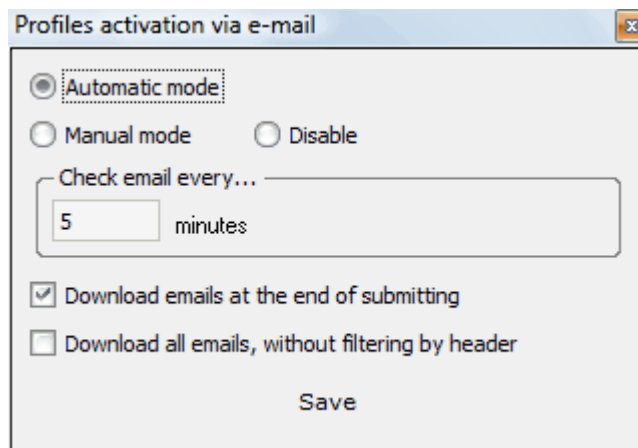 Profiles activation via e-mail
Automatic mode
Manual mode Disable
Check email every...
5 minutes
Download emails at the end of submitting
Download all emails, without filtering by header
Save